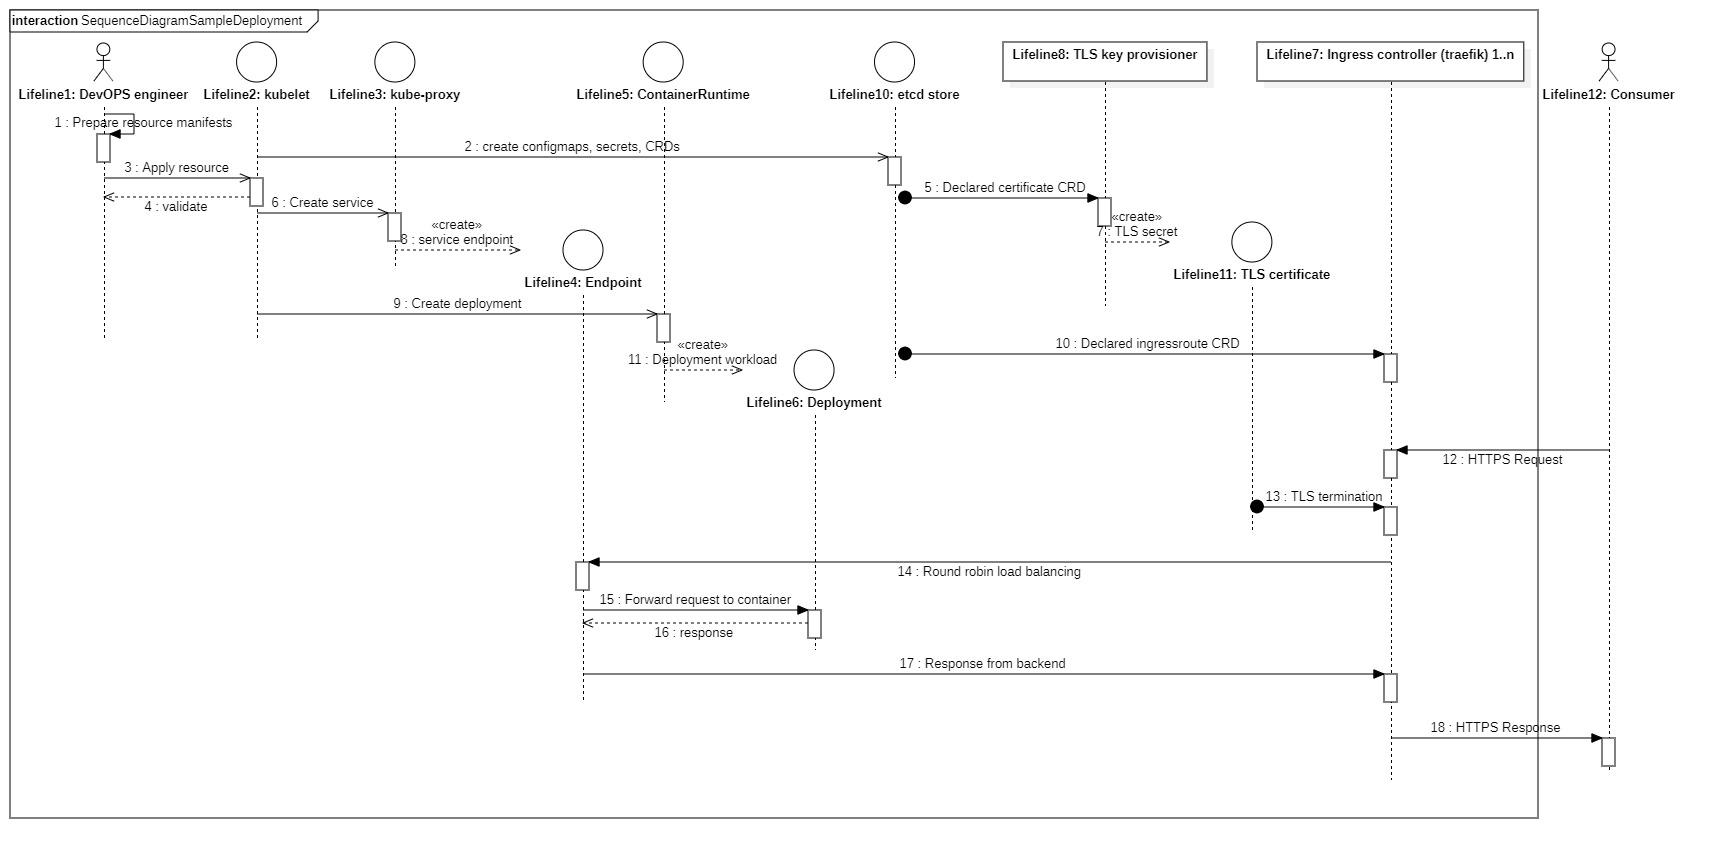 interaction SequenceDiagramSampleDeployment
Lifeline8: TLS key provisioner
Lifeline7: Ingress controller (traefik) 1..n
Lifeline1: DevOPS engineer
Lifeline2: kubelet
Lifeline3: kube-proxy
Lifeline5: ContainerRuntime
Lifeline10: etcd store
Lifeline12: Consumer
1 : Prepare resource manifests
2 : create configmaps, secrets, CRDs
3 : Apply resource
5 : Declared certificate CRD
4 : validate
6 : Create service
«create»
8 : service endpoint
«create»
7 : TLS secret
Lifeline4: Endpoint
Lifeline11: TLS certificate
9 : Create deployment
«create»
11 : Deployment workload
10 : Declared ingressroute CRD
Lifeline6: Deployment
12 : HTTPS Request
13 : TLS termination
14 : Round robin load balancing
15 : Forward request to container
16 : response
17 : Response from backend
18 : HTTPS Response